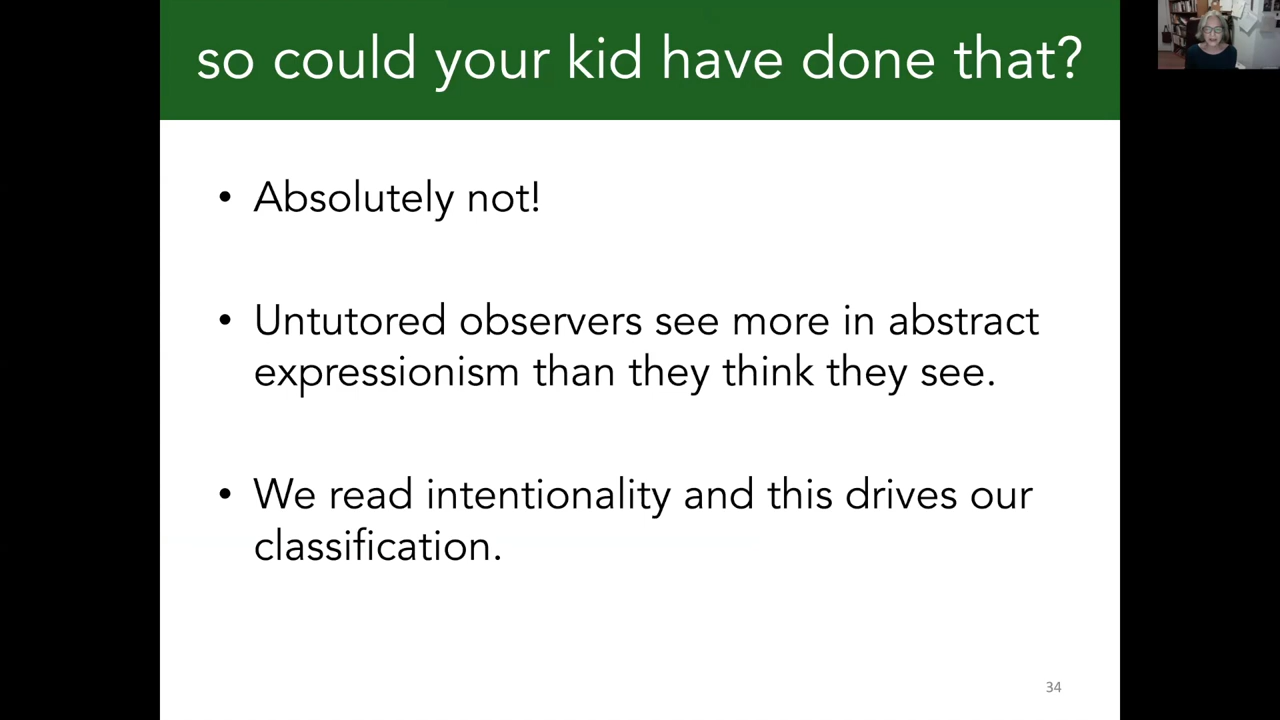 so could your kid have done that?
• Absolutely not!
• Untutored observers see more in abstract
expressionism than they think they see.
• We read intentionality and this drives our
classification.
34